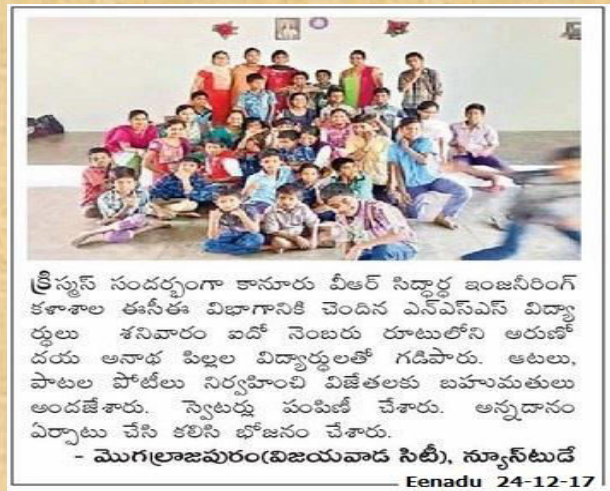 క్రిస్మస్ సందర్భంగా కానూరు వీఆర్ సిద్ధార్థ ఇంజనీరింగ్
కళాశాల ఈసీఈ విభాగానికి చెందిన ఎన్ఎస్ఎస్ విద్యా
ర్థులు శనివారం ఐదో నెంబరు రూటులోని అరుణో
దయ అనాథ పిల్లల విద్యార్థులతో గడిపారు. ఆటలు,
పాటల పోటీలు నిర్వహించి విజేతలకు బహుమతులు
అందజేశారు. స్వెటర్లు పంపిణీ చేశారు. అన్నదానం
ఏర్పాటు చేసి కలిసి భోజనం చేశారు.
- మొగల్రాజపురం(విజయవాడ సిటీ), న్యూస్‌టుడే
Eenadu 24-12-17